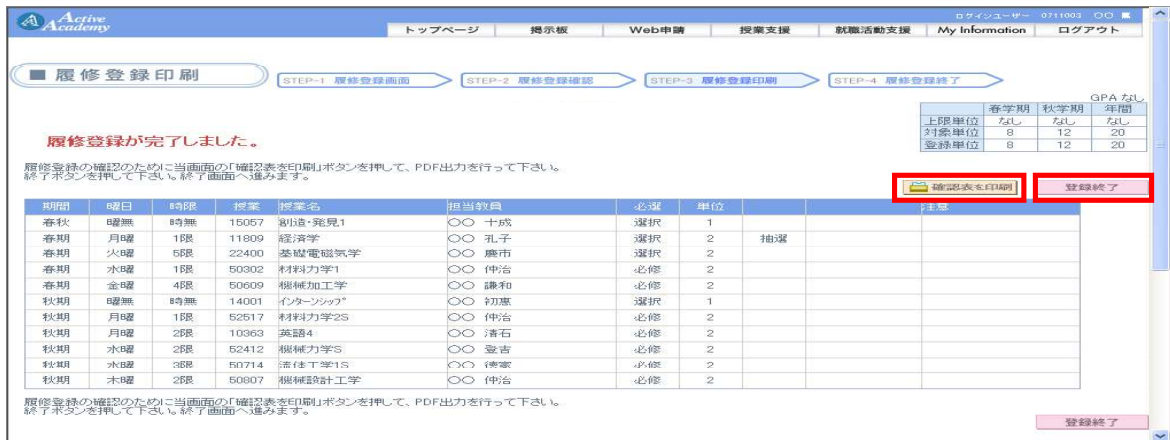 Active Academy
ログインユーザー 0711003 〇〇
トップページ 掲示板 Web申請 授業支援 就職活動支援 My Information ログアウト
■ 履修登録印刷
STEP-1 履修登録画面 STEP-2 履修登録確認 STEP-3 履修登録印刷 STEP-4 履修登録終了
GPA なし
春学期 秋学期 年間
上限単位 なし なし なし
対象単位 8 12 20
登録単位 8 12 20
履修登録が完了しました。
履修登録の確認のために当画面の「確認表を印刷」ボタンを押して、PDF出力を行って下さい。
終了ボタンを押して下さい。終了画面へ進みます。
確認表を印刷 登録終了
期間 曜日 時限 授業 授業名 担当教員 必選 単位 注意
春秋 曜無 時無 15057 創造・発見1 〇〇 十成 選択 1
春期 月曜 1限 11809 経済学 〇〇 孔子 選択 2 抽選
春期 火曜 5限 22400 基礎電磁気学 〇〇 慶市 選択 2
春期 水曜 1限 50302 材料力学1 〇〇 仲治 必修 2
春期 金曜 4限 50609 機械加工学 〇〇 謙和 必修 2
秋期 曜無 時無 14001 インターンシップ 〇〇 初恵 選択 1
秋期 月曜 1限 52517 材料力学2S 〇〇 仲治 必修 2
秋期 月曜 2限 10363 英語4 〇〇 清石 必修 2
秋期 水曜 2限 52412 機械力学S 〇〇 登吉 必修 2
秋期 水曜 3限 50714 流体工学1S 〇〇 徳家 必修 2
秋期 木曜 2限 50807 機械設計工学 〇〇 仲治 必修 2
履修登録の確認のために当画面の「確認表を印刷」ボタンを押して、PDF出力を行って下さい。
終了ボタンを押して下さい。終了画面へ進みます。
登録終了